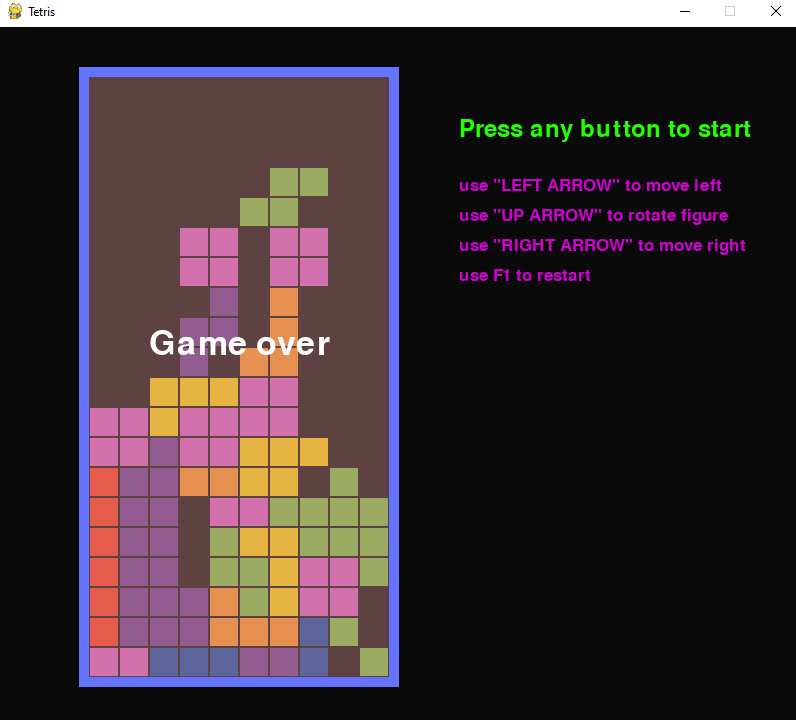 Tetris
Press any button to start
use "LEFT ARROW" to move left
use "UP ARROW" to rotate figure
use "RIGHT ARROW" to move right
use F1 to restart
Game over